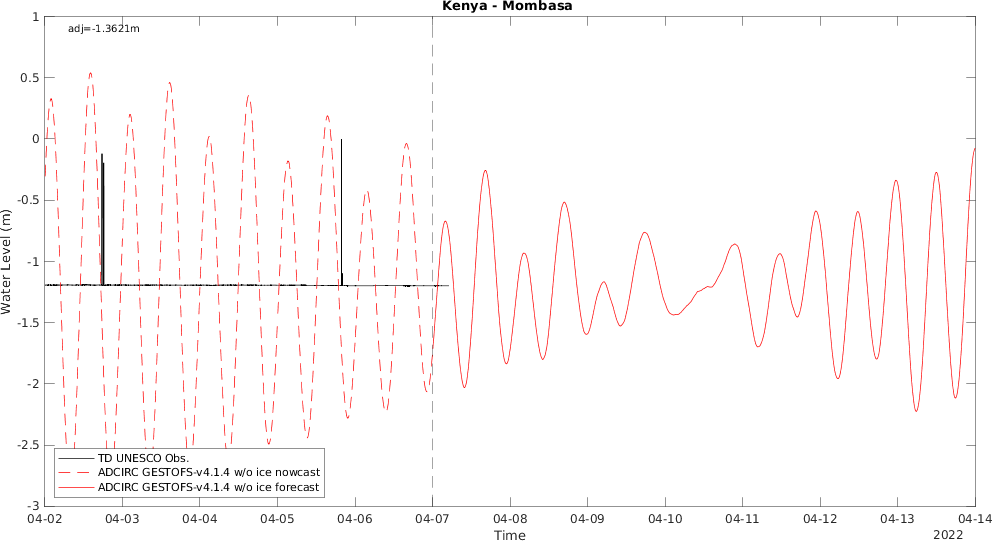 Kenya - Mombasa
adj=-1.3621m
Water Level (m)
1
0.5
0
-0.5
-1
-1.5
-2
-2.5
-3
TD UNESCO Obs.
ADCIRC GESTOFS-v4.1.4 w/o ice nowcast
ADCIRC GESTOFS-v4.1.4 w/o ice forecast
04-02 04-03 04-04 04-05 04-06 04-07 04-08 04-09 04-10 04-11 04-12 04-13 04-14
Time
2022